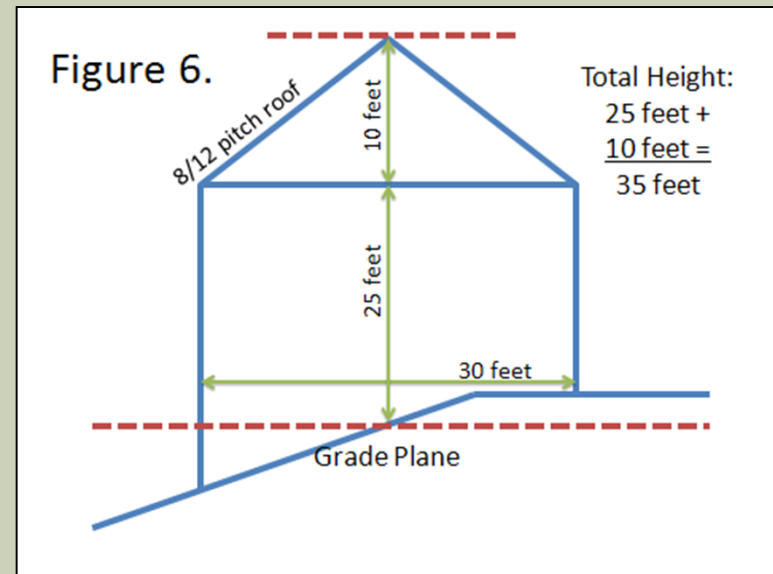 Figure 6.
8/12 pitch roof
10 feet
Total Height:
25 feet +
10 feet =
35 feet
25 feet
30 feet
Grade Plane